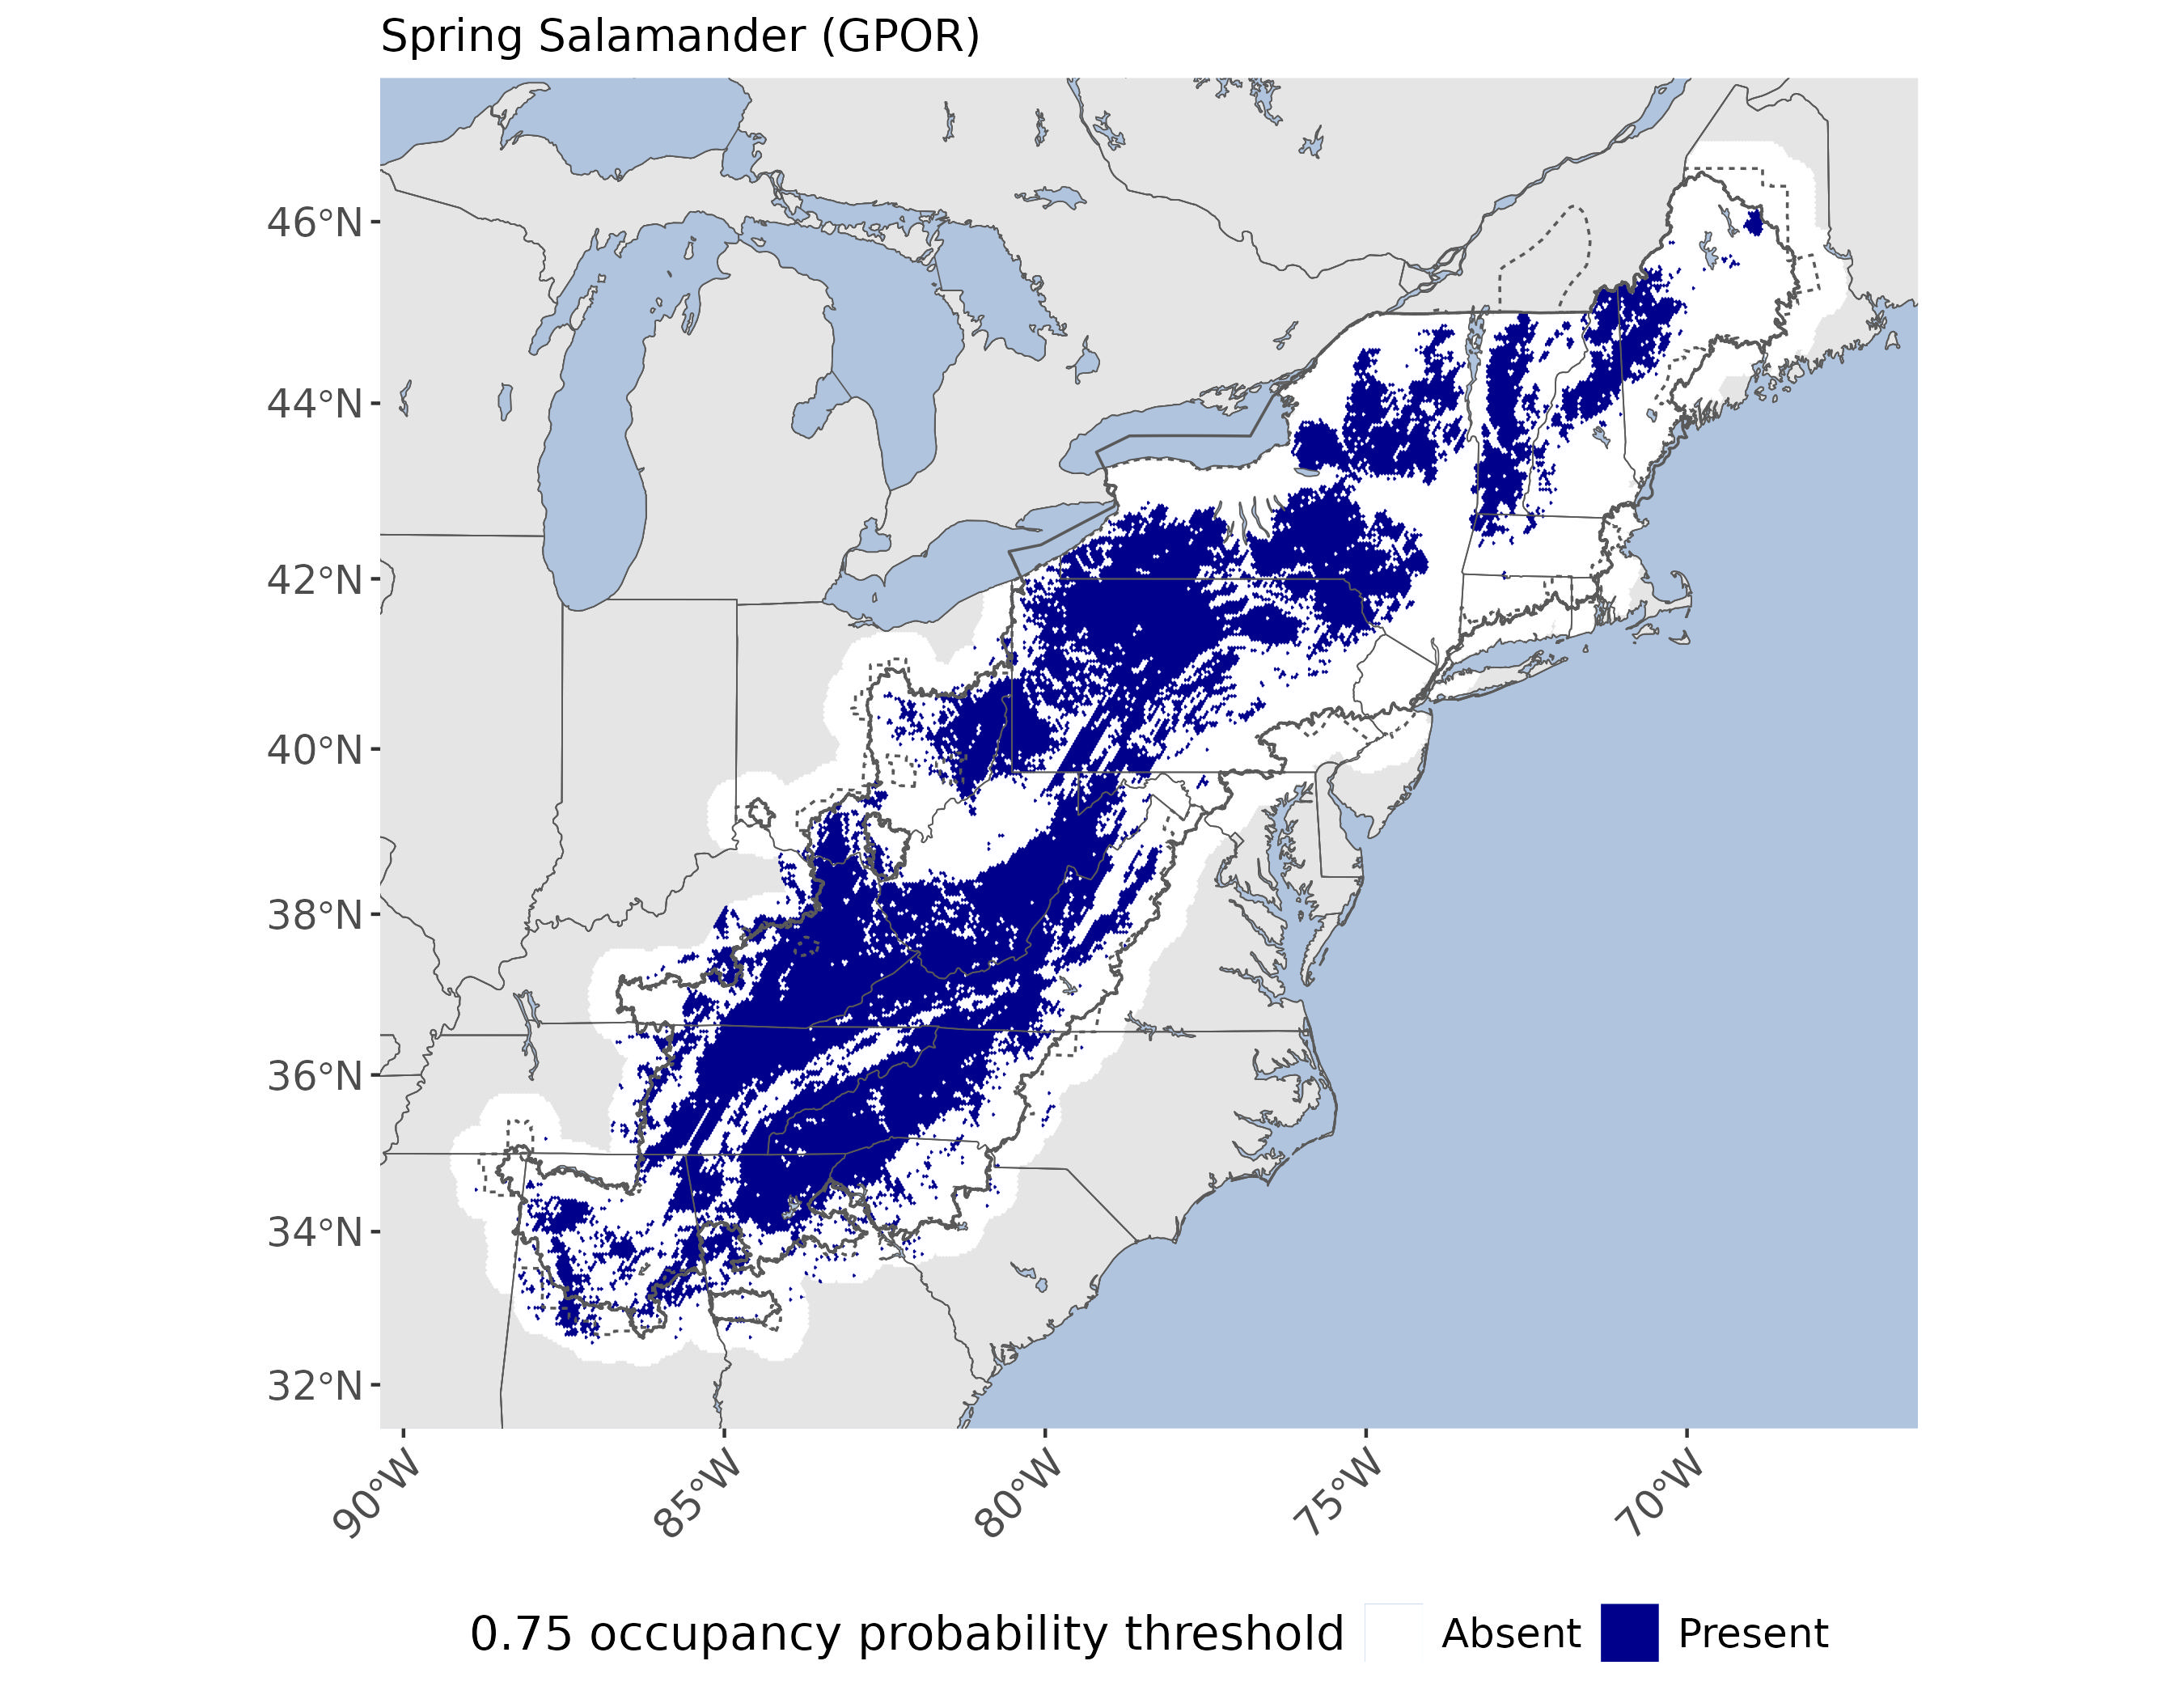 Spring Salamander (GPOR)
46°N
44°N
42°N
40°N
38°N
36°N
34°N
32°N
90°W 85°W 80°W 75°W 70°W
0.75 occupancy probability threshold Absent Present